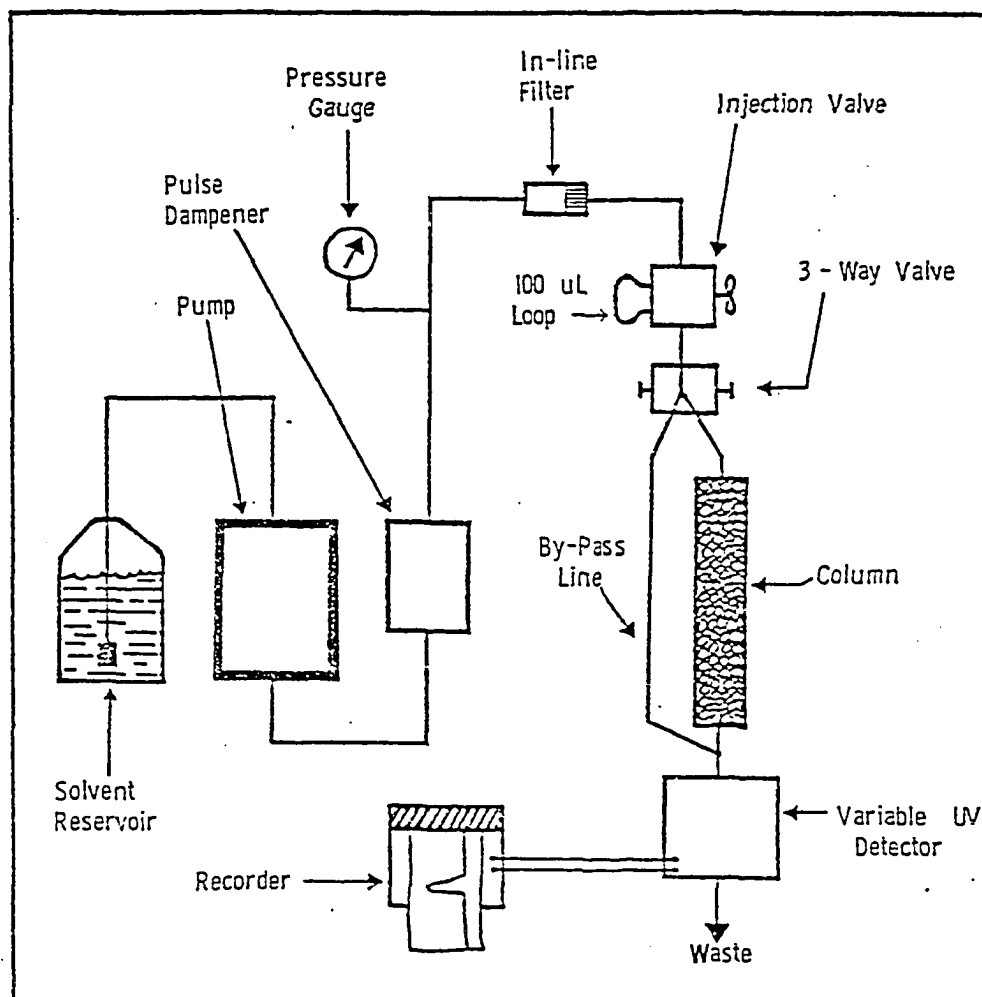 In-line
Filter
Pressure
Gauge
Injection Valve
Pulse
Dampener
3-Way Valve
100 uL
Loop
Pump
By-Pass
Line
Column
Solvent
Reservoir
Variable UV
Detector
Recorder
Waste